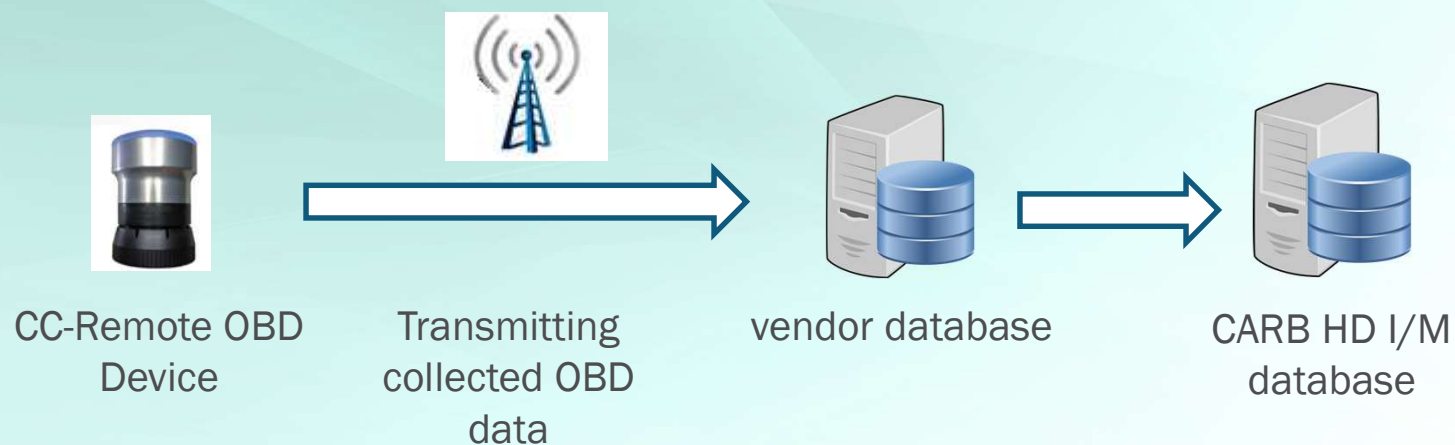 CC-Remote OBD
Device
Transmitting
collected OBD
data
vendor database
CARB HD I/M
database